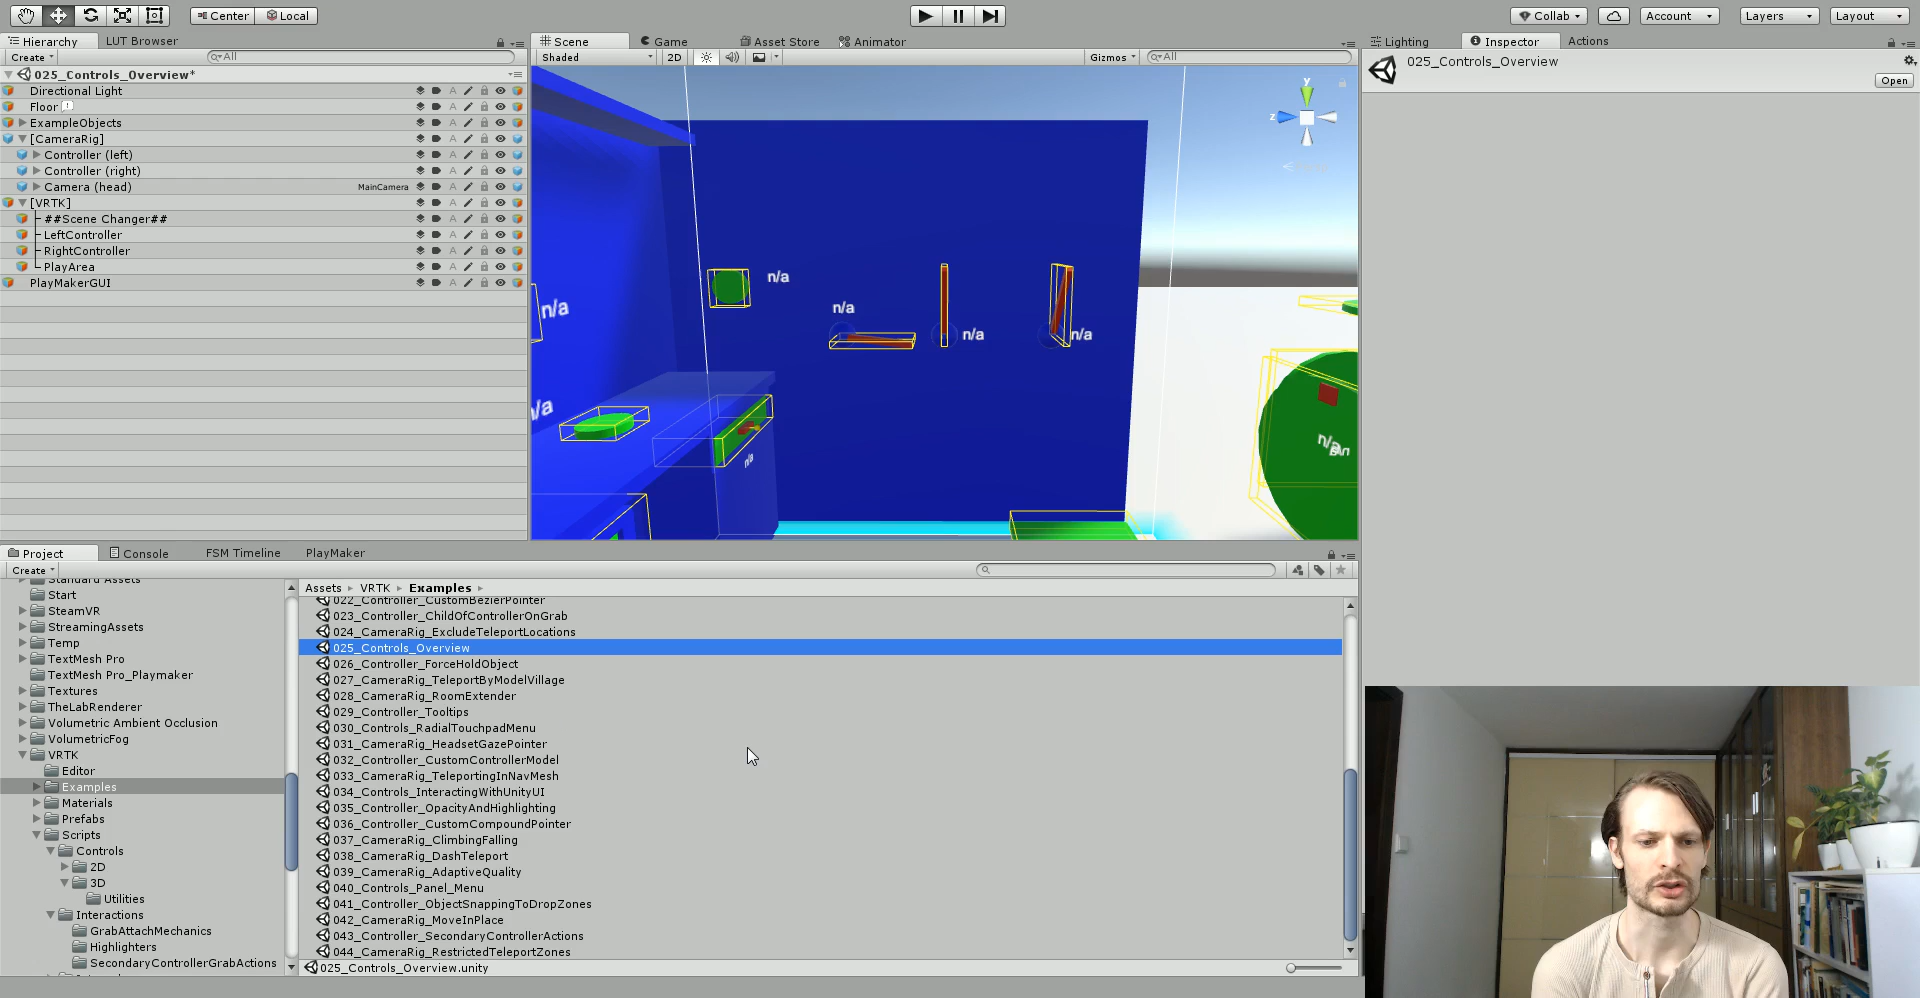 Center Local
Collab Account Layers Layout
Hierarchy LUT Browser
Create All
025_Controls_Overview*
Directional Light
Floor
ExampleObjects
[CameraRig]
Controller (left)
Controller (right)
Camera (head) MainCamera
[VRTK]
##Scene Changer##
LeftController
RightController
PlayArea
PlayMakerGUI
Scene Game Asset Store Animator
Shaded 2D Gizmos All
y
z
n/a
n/a
n/a
n/a
n/a
n/a
n/a
n/a
Lighting Inspector Actions
025_Controls_Overview
Open
Project Console FSM Timeline PlayMaker
Create
Standard Assets
Start
SteamVR
StreamingAssets
Temp
TextMesh Pro
TextMesh Pro_Playmaker
Textures
TheLabRenderer
Volumetric Ambient Occlusion
VolumetricFog
VRTK
Editor
Examples
Materials
Prefabs
Scripts
Controls
2D
3D
Utilities
Interactions
GrabAttachMechanics
Highlighters
SecondaryControllerGrabActions
Assets VRTK Examples
022_Controller_CustomBezierPointer
023_Controller_ChildOfControllerOnGrab
024_CameraRig_ExcludeTeleportLocations
025_Controls_Overview
026_Controller_ForceHoldObject
027_CameraRig_TeleportByModelVillage
028_CameraRig_RoomExtender
029_Controller_Tooltips
030_Controls_RadialTouchpadMenu
031_CameraRig_HeadsetGazePointer
032_Controller_CustomControllerModel
033_CameraRig_TeleportingInNavMesh
034_Controls_InteractingWithUnityUI
035_Controller_OpacityAndHighlighting
036_Controller_CustomCompoundPointer
037_CameraRig_ClimbingFalling
038_CameraRig_DashTeleport
039_CameraRig_AdaptiveQuality
040_Controls_Panel_Menu
041_Controller_ObjectSnappingToDropZones
042_CameraRig_MoveInPlace
043_Controller_SecondaryControllerActions
044_CameraRig_RestrictedTeleportZones
025_Controls_Overview.unity